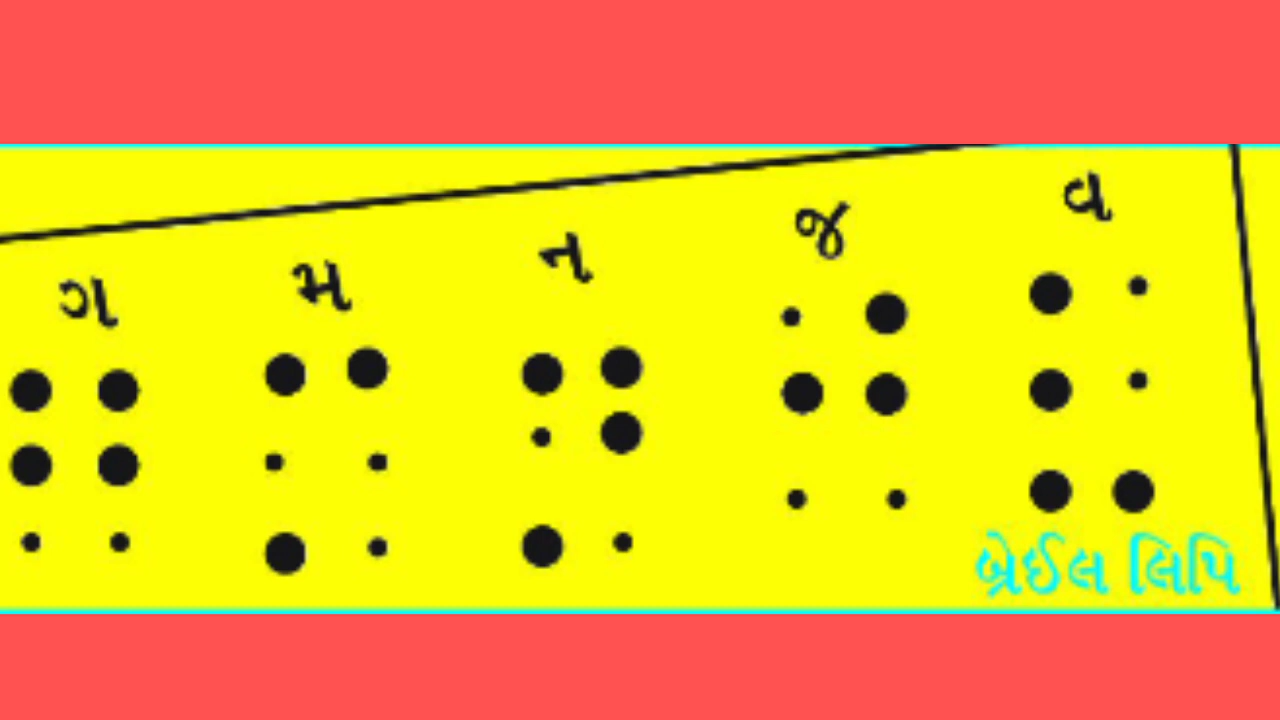 ગ મ ન જ વ
બ્રેઈલ લિપિ